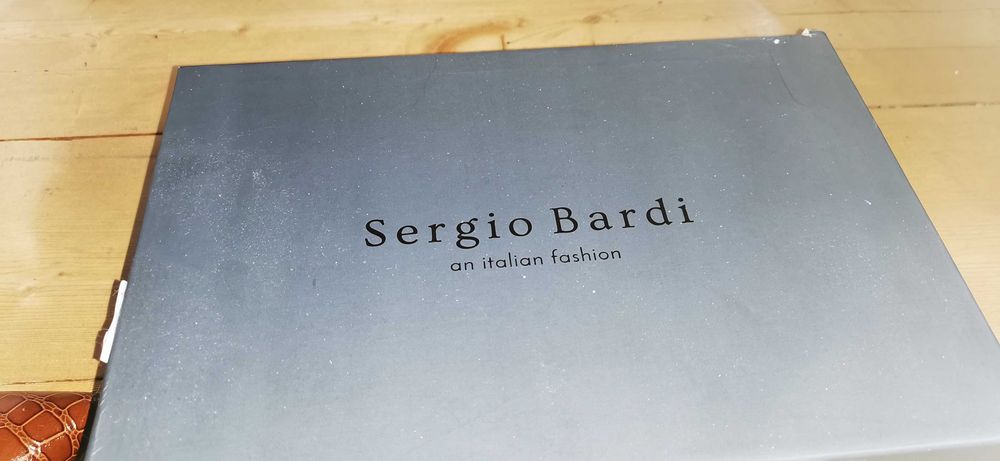 Sergio Bardi
an italian fashion